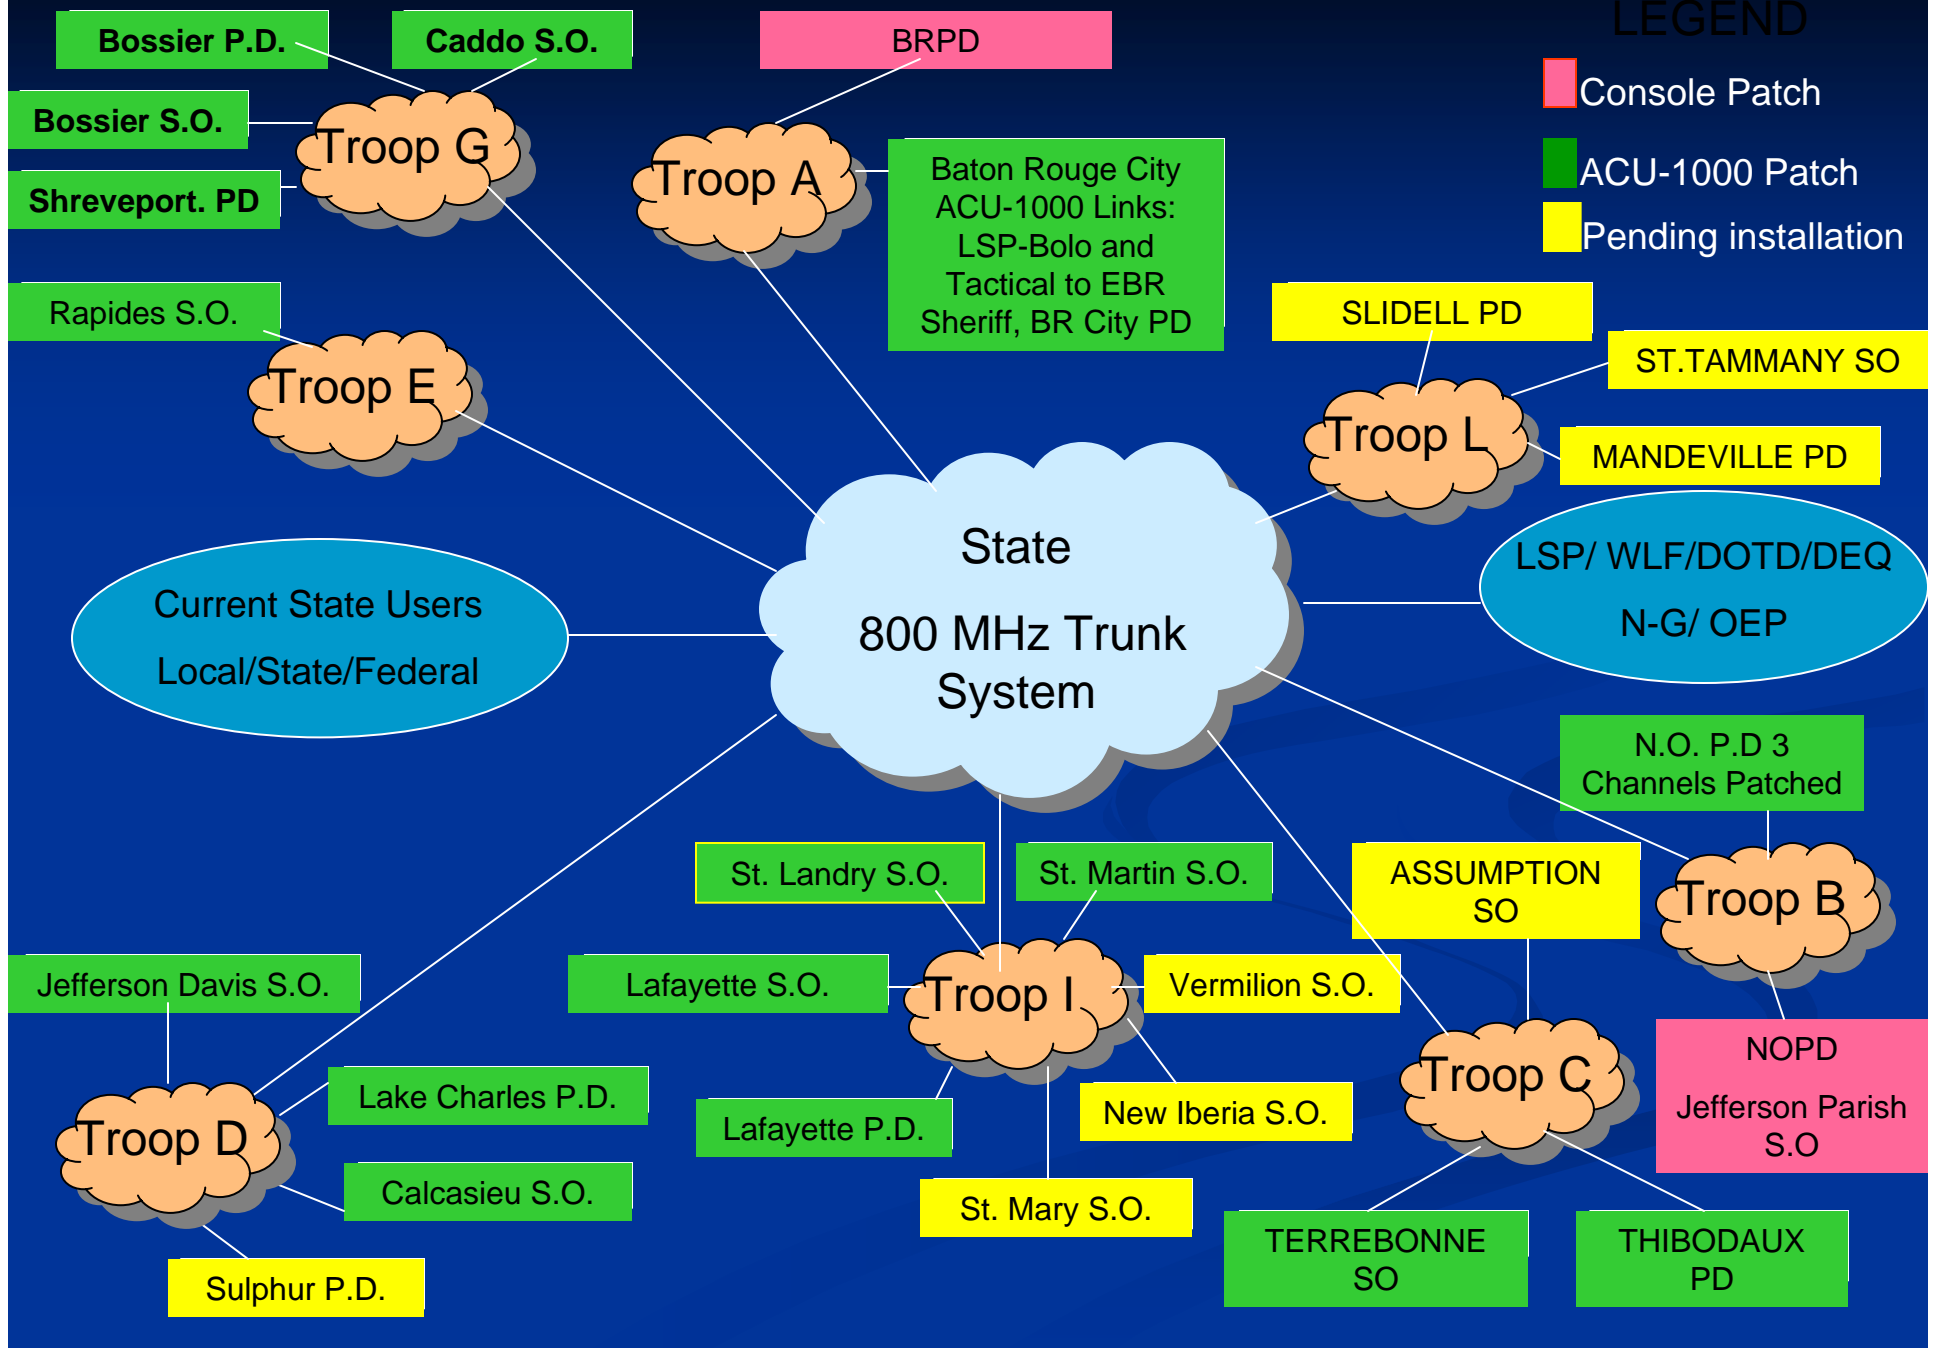 LEGEND
Console Patch
ACU-1000 Patch
Pending installation
Bossier P.D.
Caddo S.O.
BRPD
Bossier S.O.
Troop G
Shreveport. PD
Troop A
Baton Rouge City
ACU-1000 Links:
LSP-Bolo and
Tactical to EBR
Sheriff, BR City PD
Rapides S.O.
Troop E
SLIDELL PD
ST.TAMMANY SO
Troop L
MANDEVILLE PD
State
800 MHz Trunk
System
Current State Users
Local/State/Federal
LSP/ WLF/DOTD/DEQ
N-G/ OEP
N.O. P.D 3
Channels Patched
Troop B
NOPD
Jefferson Parish
S.O
St. Landry S.O.
St. Martin S.O.
ASSUMPTION
SO
Lafayette S.O.
Troop I
Vermilion S.O.
Lafayette P.D.
New Iberia S.O.
St. Mary S.O.
Troop C
TERREBONNE
SO
THIBODAUX
PD
Jefferson Davis S.O.
Lake Charles P.D.
Troop D
Calcasieu S.O.
Sulphur P.D.